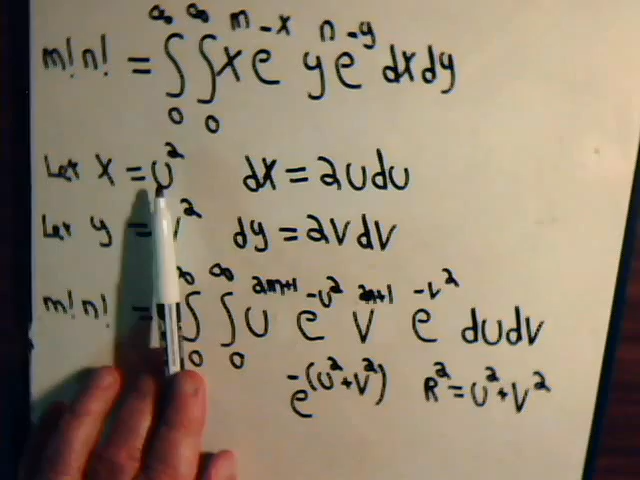 m!n! = ∫₀^∞ ∫₀^∞ x^m e^-x y^n e^-y dx dy
Let x = u² dx = 2u du
Let y = v² dy = 2v dv
m!n! = ∫₀^∞ ∫₀^∞ u^2m+1 e^-u² v^2n+1 e^-v² du dv
e^-(u²+v²) R² = u²+v²